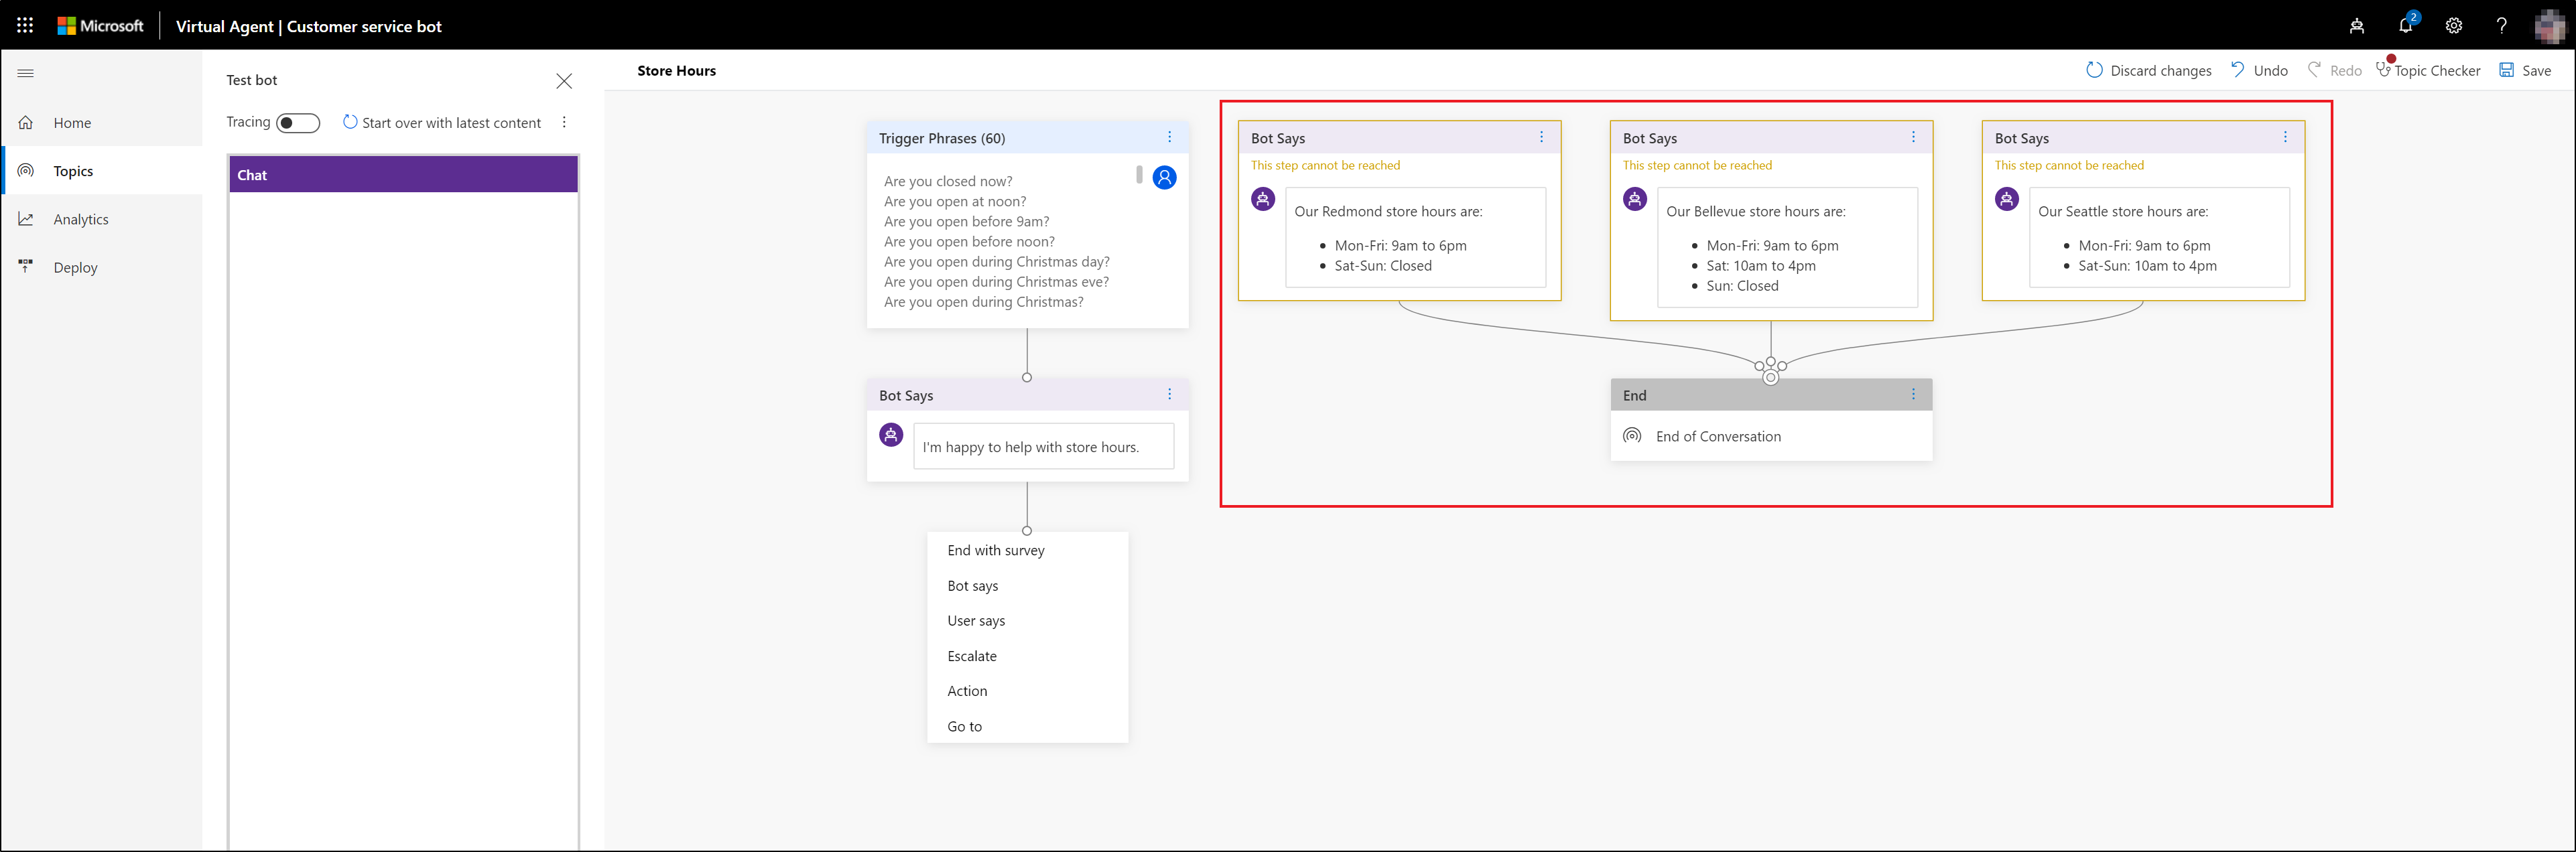 Microsoft
Virtual Agent | Customer service bot
2
Home
Topics
Analytics
Deploy
Test bot
Tracing
Start over with latest content
Chat
Store Hours
Discard changes
Undo
Redo
Topic Checker
Save
Trigger Phrases (60)
Are you closed now?
Are you open at noon?
Are you open before 9am?
Are you open before noon?
Are you open during Christmas day?
Are you open during Christmas eve?
Are you open during Christmas?
Bot Says
I'm happy to help with store hours.
End with survey
Bot says
User says
Escalate
Action
Go to
Bot Says
This step cannot be reached
Our Redmond store hours are:
• Mon-Fri: 9am to 6pm
• Sat-Sun: Closed
Bot Says
This step cannot be reached
Our Bellevue store hours are:
• Mon-Fri: 9am to 6pm
• Sat: 10am to 4pm
• Sun: Closed
Bot Says
This step cannot be reached
Our Seattle store hours are:
• Mon-Fri: 9am to 6pm
• Sat-Sun: 10am to 4pm
End
End of Conversation